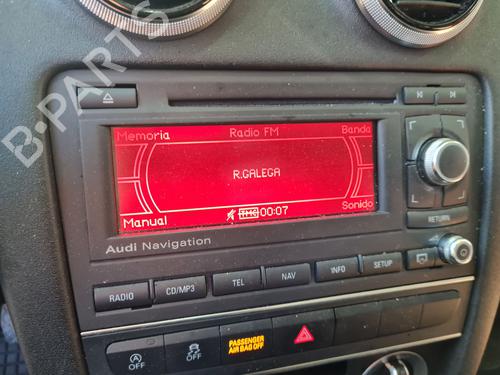 B-PARTS
Memoria Radio FM Banda
R.GALEGA
Manual TMC 00:07 Sonido
Audi Navigation
RETURN
RADIO CD/MP3 TEL NAV INFO SETUP
A OFF OFF PASSENGER AIR BAG OFF